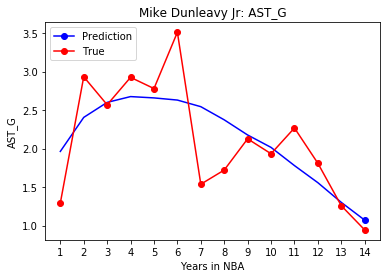 Mike Dunleavy Jr: AST_G
Prediction
True
AST_G
3.5
3.0
2.5
2.0
1.5
1.0
1 2 3 4 5 6 7 8 9 10 11 12 13 14
Years in NBA